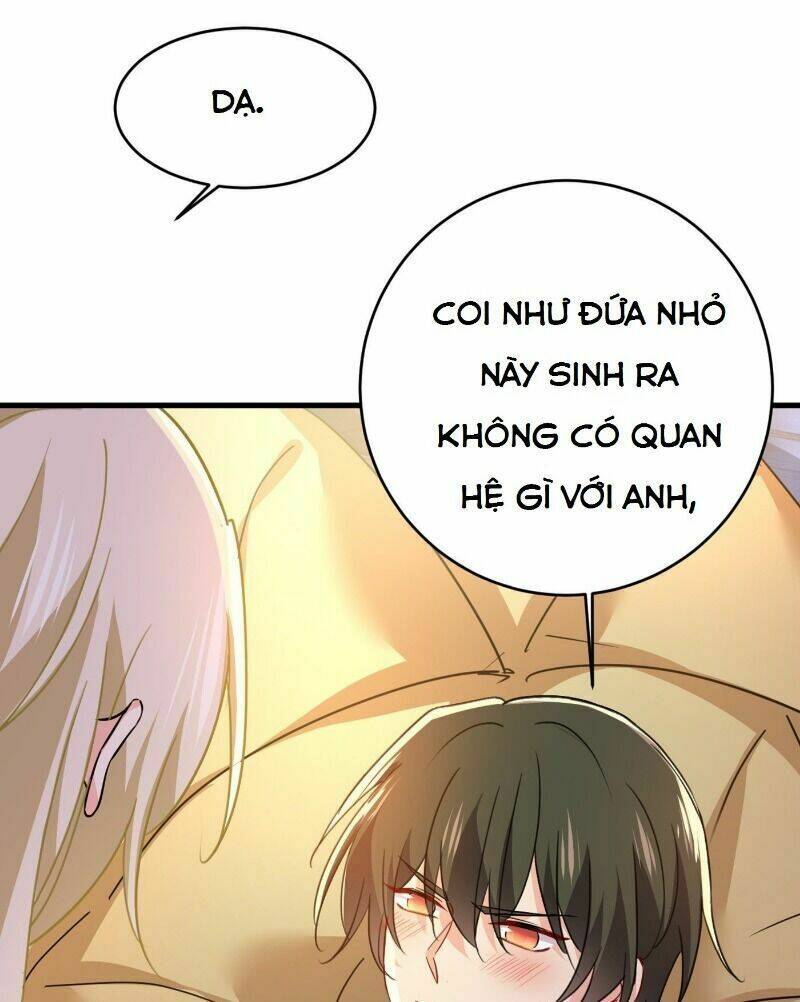 DẠ.
COI NHƯ ĐỨA NHỎ
NÀY SINH RA
KHÔNG CÓ QUAN
HỆ GÌ VỚI ANH,